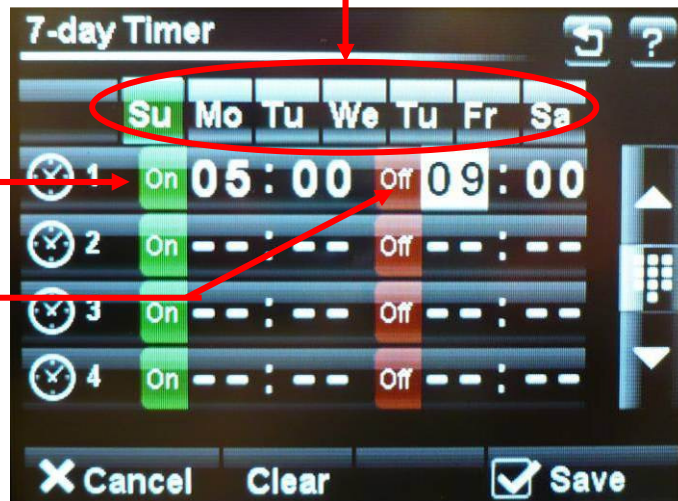 7-day Timer ?
Su Mo Tu We Tu Fr Sa
1 On 05:00 Off 09:00
2 On --:-- Off --:--
3 On --:-- Off --:--
4 On --:-- Off --:--
Cancel Clear Save